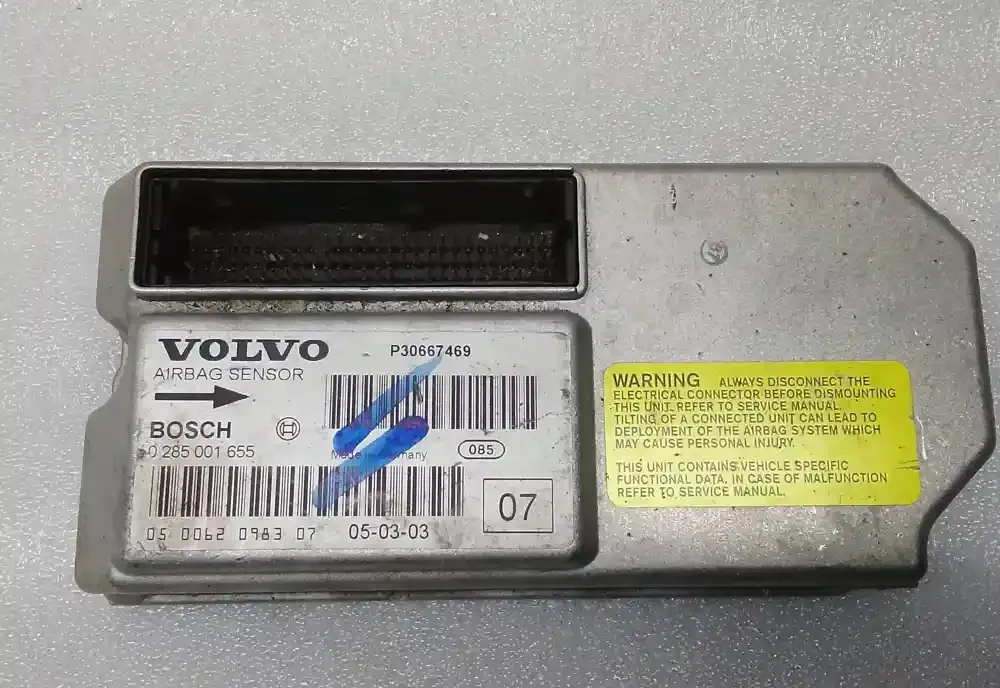 VOLVO
P30667469
AIRBAG SENSOR
BOSCH
0 285 001 655
Made in Germany
085
05 0062 0983 07
05-03-03
07
WARNING ALWAYS DISCONNECT THE
ELECTRICAL CONNECTOR BEFORE DISMOUNTING
THIS UNIT. REFER TO SERVICE MANUAL.
TILTING OF A CONNECTED UNIT CAN LEAD TO
DEPLOYMENT OF THE AIRBAG SYSTEM WHICH
MAY CAUSE PERSONAL INJURY.
THIS UNIT CONTAINS VEHICLE SPECIFIC
FUNCTIONAL DATA. IN CASE OF MALFUNCTION
REFER TO SERVICE MANUAL.